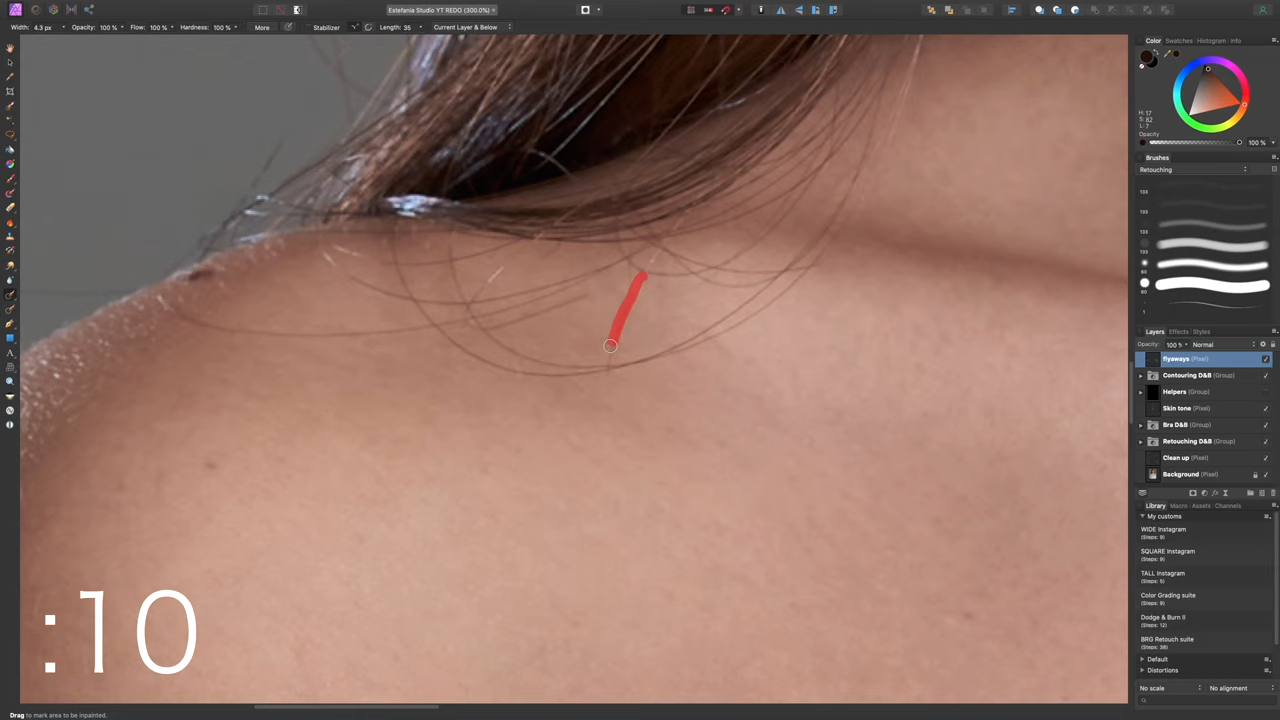 Estefania Studio YT REDO (300.0%)
Width: 4.3 px Opacity: 100 % Flow: 100 % Hardness: 100 % More Stabilizer Length: 35 Current Layer & Below
Color Swatches Histogram Info
H: 17
S: 82
L: 7
Opacity
100 %
Brushes
Retouching
Layers Effects Styles
Opacity: 100 % Normal
flyaways (Pixel)
Contouring D&B (Group)
Helpers (Group)
Skin tone (Pixel)
Bra D&B (Group)
Retouching D&B (Group)
Clean up (Pixel)
Background (Pixel)
Library Macro Assets Channels
My customs
WIDE Instagram
(Steps: 9)
SQUARE Instagram
(Steps: 9)
TALL Instagram
(Steps: 5)
Color Grading suite
(Steps: 9)
Dodge & Burn II
(Steps: 12)
BRG Retouch suite
(Steps: 38)
Default
Distortions
No scale No alignment
:10
Drag to mark area to be inpainted.